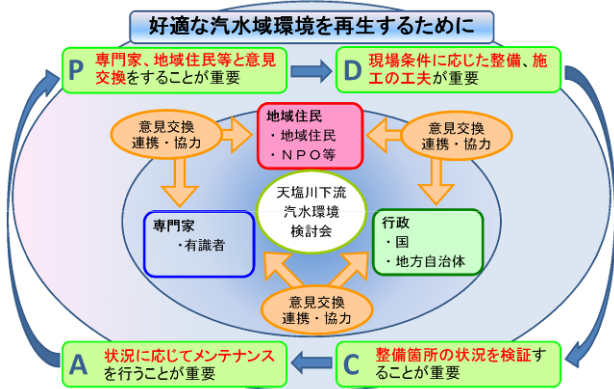 好適な汽水域環境を再生するために
P 専門家、地域住民等と意見
交換をすることが重要
D 現場条件に応じた整備、施
工の工夫が重要
意見交換
連携・協力
地域住民
・地域住民
・ＮＰＯ等
意見交換
連携・協力
天塩川下流
汽水環境
検討会
専門家
・有識者
行政
・国
・地方自治体
意見交換
連携・協力
A 状況に応じてメンテナンス
を行うことが重要
C 整備箇所の状況を検証す
ることが重要